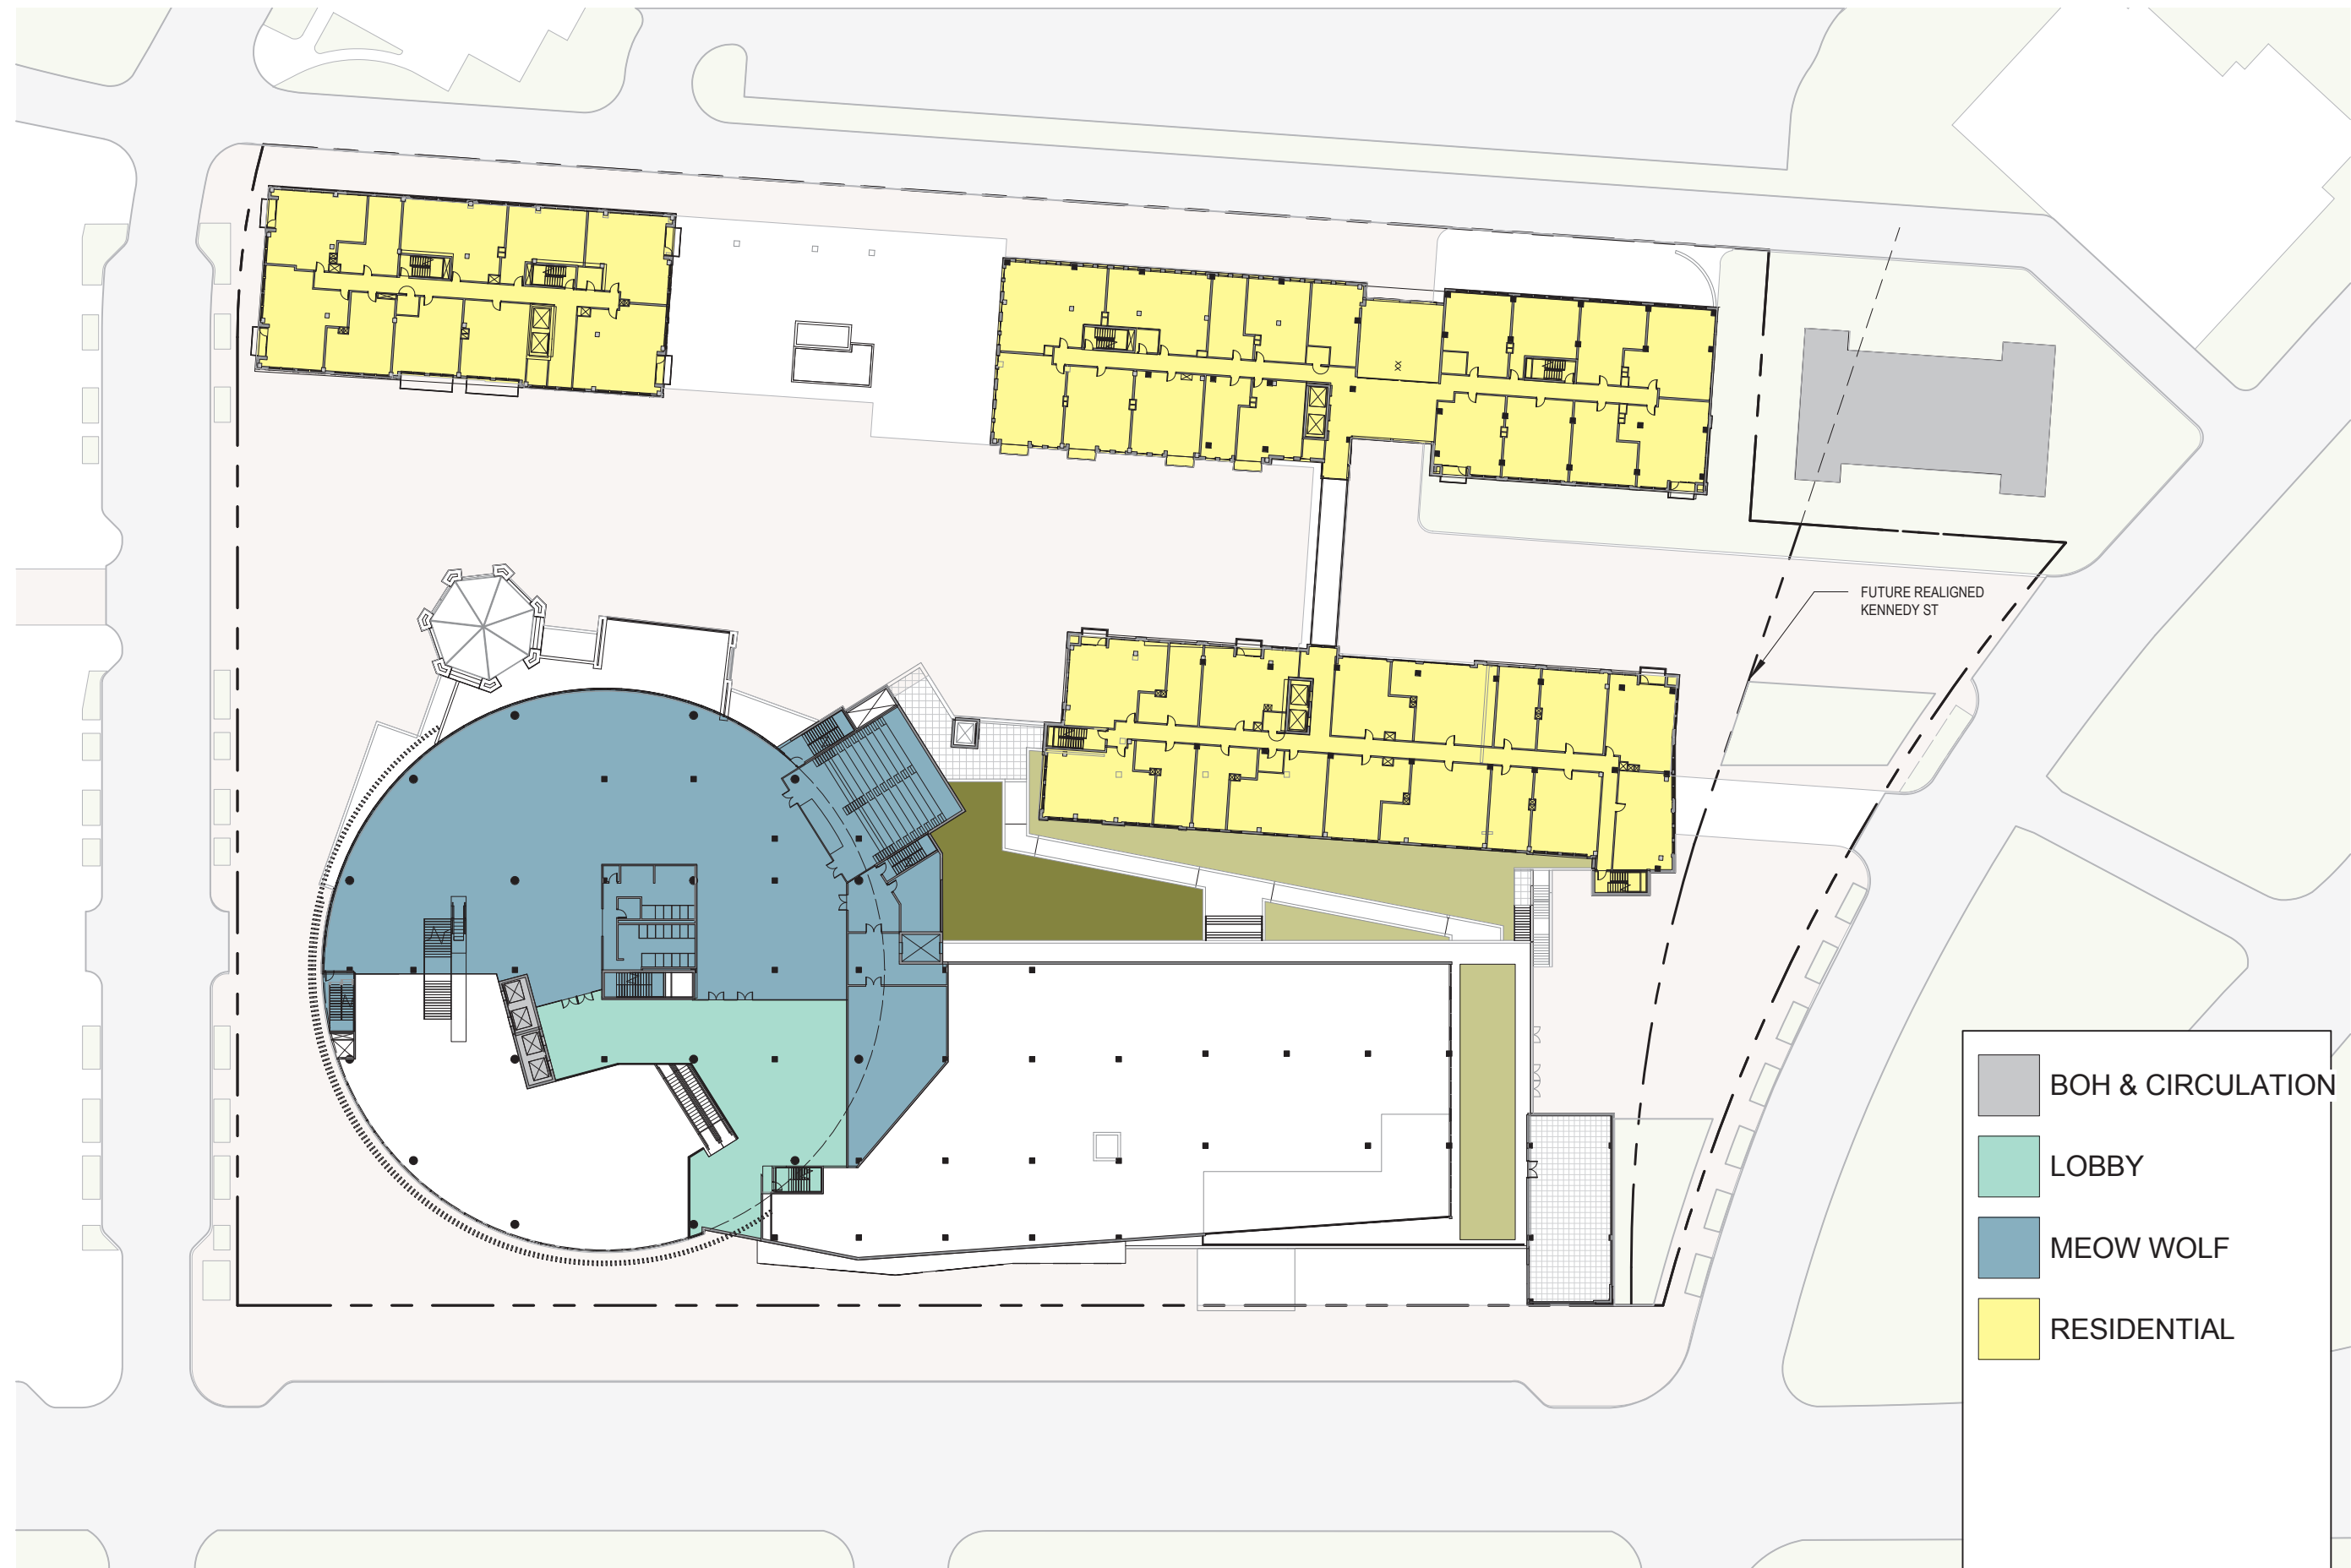 FUTURE REALIGNED
KENNEDY ST
BOH & CIRCULATION
LOBBY
MEOW WOLF
RESIDENTIAL